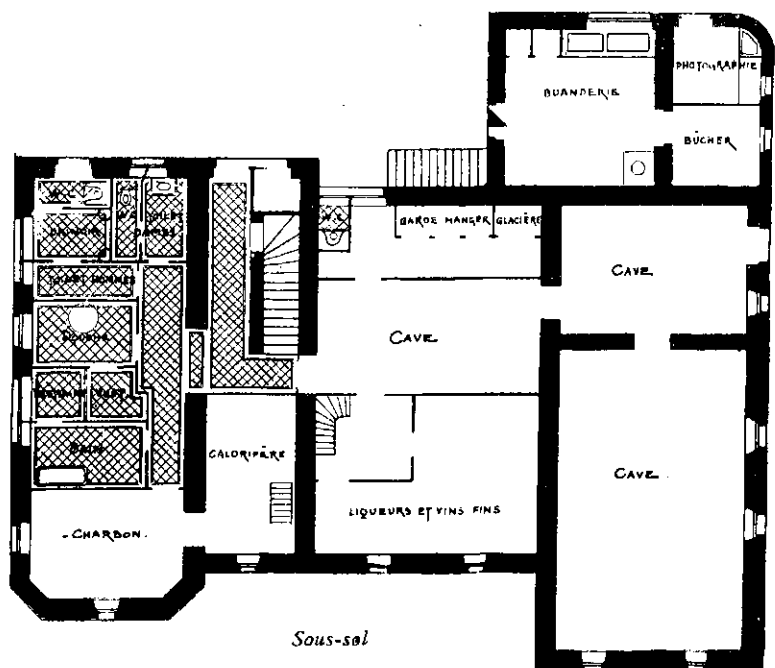 PHOTOGRAPHIE
BUANDERIE
BÛCHER
W.C.
GARDE MANGER
GLACIÈRE
CAVE
CAVE
DOUCHE
BAIN
CALORIFÈRE
CAVE
LIQUEURS ET VINS FINS
CHARBON
Sous-sol